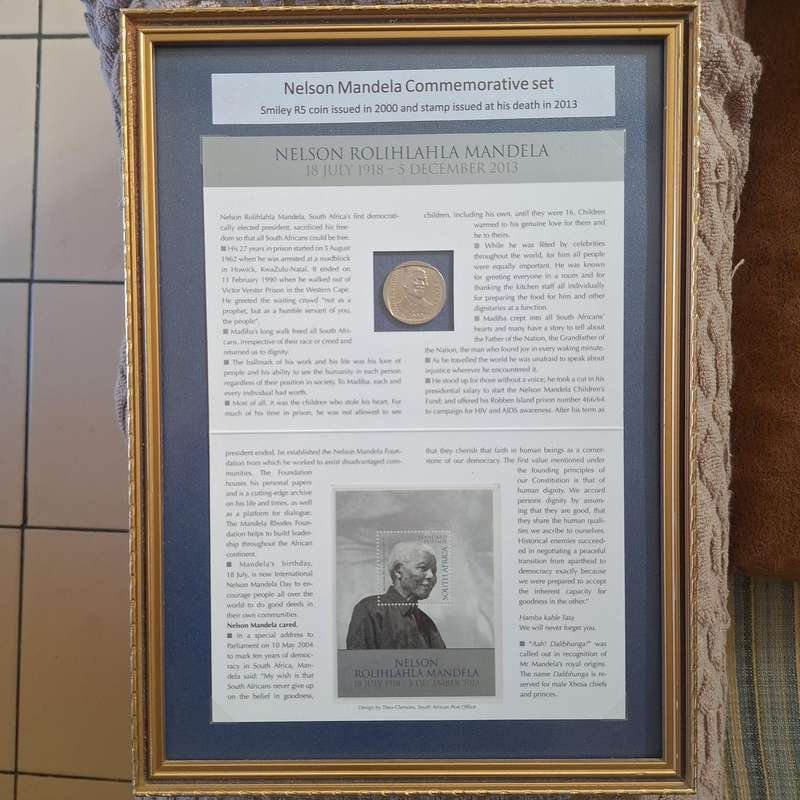 Nelson Mandela Commemorative set
Smiley R5 coin issued in 2000 and stamp issued at his death in 2013
NELSON ROLIHLAHLA MANDELA
18 JULY 1918 – 5 DECEMBER 2013
Nelson Rolihlahla Mandela, South Africa's first democrati-
cally elected president, sacrificed his free-
dom so that all South Africans could be free.
■ His 27 years in prison started on 5 August
1962 when he was arrested at a roadblock
in Howick, KwaZulu-Natal. It ended on
11 February 1990 when he walked out of
Victor Verster Prison in the Western Cape.
He greeted the waiting crowd "not as a
prophet, but as a humble servant of you,
the people".
■ Madiba's long walk freed all South Afri-
cans, irrespective of their race or creed and
returned us to dignity.
■ The hallmark of his work and his life was his love of
people and his ability to see the humanity in each person
regardless of their position in society. To Madiba, each and
every individual had worth.
■ Most of all, it was the children who stole his heart. For
much of his time in prison, he was not allowed to see
children, including his own, until they were 16. Children
warmed to his genuine love for them and
he to theirs.
■ While he was fêted by celebrities
throughout the world, for him all people
were equally important. He was known
for greeting everyone in a room and for
thanking the kitchen staff all individually
for preparing the food for him and other
dignitaries at a function.
■ Madiba crept into all South Africans'
hearts and many have a story to tell about
the Father of the Nation, the Grandfather of
the Nation, the man who found joy in every waking minute.
■ As he travelled the world he was unafraid to speak about
injustice wherever he encountered it.
■ He stood up for those without a voice; he took a cut in his
presidential salary to start the Nelson Mandela Children's
Fund; and offered his Robben Island prison number 466/64
to campaign for HIV and AIDS awareness. After his term as
president ended, he established the Nelson Mandela Foun-
dation from which he worked to assist disadvantaged com-
munities. The Foundation
houses his personal papers
and is a cutting-edge archive
on his life and times, as well
as a platform for dialogue.
The Mandela Rhodes Foun-
dation helps to build leader-
ship throughout the African
continent.
■ Mandela's birthday,
18 July, is now International
Nelson Mandela Day to en-
courage people all over the
world to do good deeds in
their own communities.
Nelson Mandela cared.
■ In a special address to
Parliament on 10 May 2004
to mark ten years of democ-
racy in South Africa, Man-
dela said: "My wish is that
South Africans never give up
on the belief in goodness,
that they cherish that faith in human beings as a corner-
stone of our democracy. The first value mentioned under
the founding principles of
our Constitution is that of
human dignity. We accord
persons dignity by assum-
ing that they are good, that
they share the human quali-
ties we ascribe to ourselves.
Historical enemies succeed-
ed in negotiating a peaceful
transition from apartheid to
democracy exactly because
we were prepared to accept
the inherent capacity for
goodness in the other."
Hamba kahle Tata
We will never forget you.
■ "Aah! Dalibhunga!" was
called out in recognition of
Mr Mandela's royal origins.
The name Dalibhunga is re-
served for male Xhosa chiefs
and princes.
STANDARD
POSTAGE
SOUTH AFRICA
NELSON
ROLIHLAHLA MANDELA
18 JULY 1918 – 5 DECEMBER 2013
Design by Thea Clemons, South African Post Office